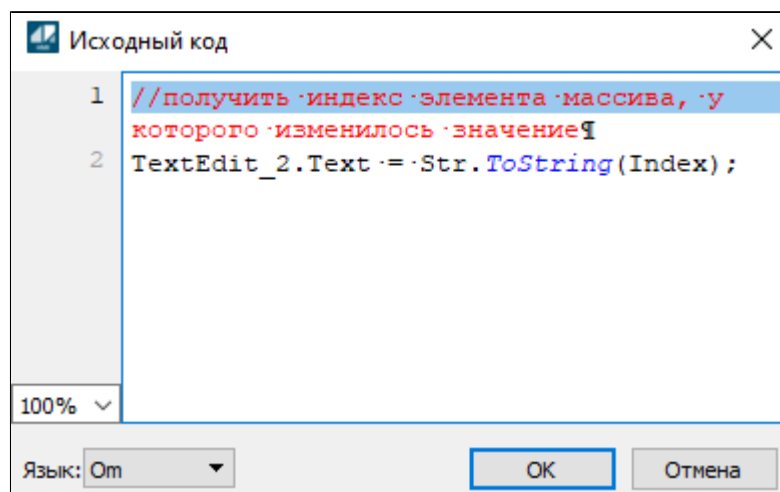 Исходный код
1 //получить индекс элемента массива, у
которого изменилось значение¶
2 TextEdit_2.Text = Str.ToString(Index);
100%
Язык: Om OK Отмена